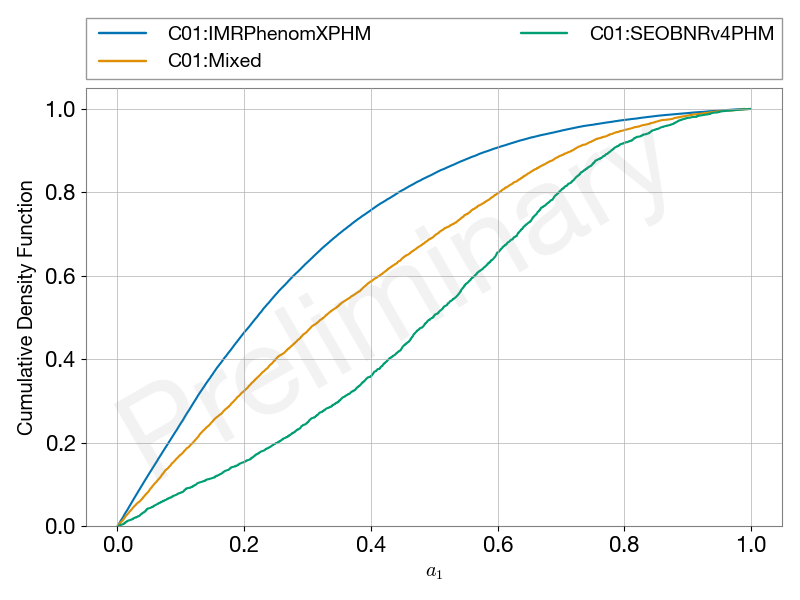 C01:IMRPhenomXPHM
C01:Mixed
C01:SEOBNRv4PHM
Cumulative Density Function
1.0
0.8
0.6
0.4
0.2
0.0
Preliminary
0.0 0.2 0.4 0.6 0.8 1.0
a₁